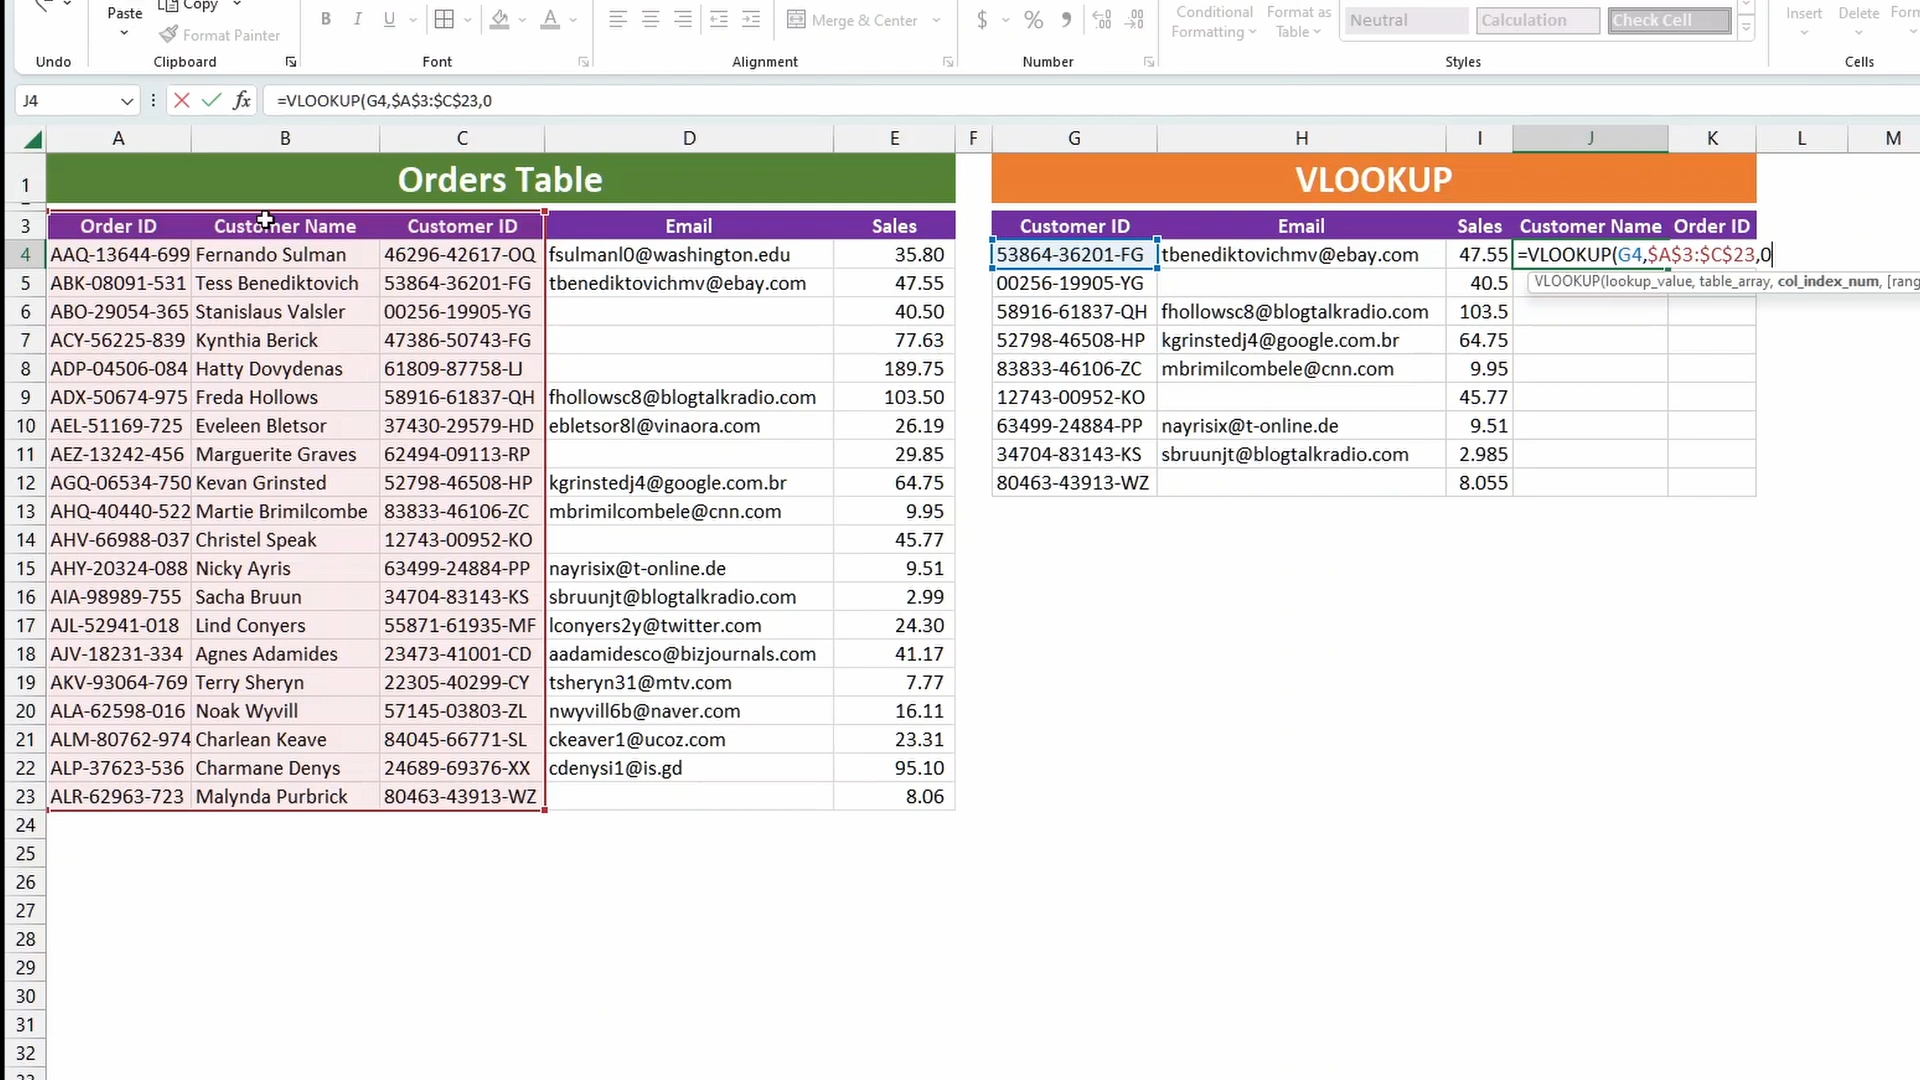 Paste Copy
Format Painter
B I U A
Merge & Center
$ % 9
Conditional Formatting
Format as Table
Neutral Calculation Check Cell
Insert Delete
Undo Clipboard Font Alignment Number Styles Cells
J4 fx =VLOOKUP(G4,$A$3:$C$23,0
A B C D E F G H I J K L M
1 Orders Table VLOOKUP
3 Order ID Customer Name Customer ID Email Sales Customer ID Email Sales Customer Name Order ID
4 AAQ-13644-699 Fernando Sulman 46296-42617-OQ fsulmanl0@washington.edu 35.80 53864-36201-FG tbenediktovichmv@ebay.com 47.55 =VLOOKUP(G4,$A$3:$C$23,0
VLOOKUP(lookup_value, table_array, col_index_num, [rang
5 ABK-08091-531 Tess Benediktovich 53864-36201-FG tbenediktovichmv@ebay.com 47.55 00256-19905-YG 40.5
6 ABO-29054-365 Stanislaus Valsler 00256-19905-YG 40.50 58916-61837-QH fhollowsc8@blogtalkradio.com 103.5
7 ACY-56225-839 Kynthia Berick 47386-50743-FG 77.63 52798-46508-HP kgrinstedj4@google.com.br 64.75
8 ADP-04506-084 Hatty Dovydenas 61809-87758-LJ 189.75 83833-46106-ZC mbrimilcombele@cnn.com 9.95
9 ADX-50674-975 Freda Hollows 58916-61837-QH fhollowsc8@blogtalkradio.com 103.50 12743-00952-KO 45.77
10 AEL-51169-725 Eveleen Bletsor 37430-29579-HD ebletsor8l@vinaora.com 26.19 63499-24884-PP nayrisix@t-online.de 9.51
11 AEZ-13242-456 Marguerite Graves 62494-09113-RP 29.85 34704-83143-KS sbruunjt@blogtalkradio.com 2.985
12 AGQ-06534-750 Kevan Grinsted 52798-46508-HP kgrinstedj4@google.com.br 64.75 80463-43913-WZ 8.055
13 AHQ-40440-522 Martie Brimilcombe 83833-46106-ZC mbrimilcombele@cnn.com 9.95
14 AHV-66988-037 Christel Speak 12743-00952-KO 45.77
15 AHY-20324-088 Nicky Ayris 63499-24884-PP nayrisix@t-online.de 9.51
16 AIA-98989-755 Sacha Bruun 34704-83143-KS sbruunjt@blogtalkradio.com 2.99
17 AJL-52941-018 Lind Conyers 55871-61935-MF lconyers2y@twitter.com 24.30
18 AJV-18231-334 Agnes Adamides 23473-41001-CD aadamidesco@bizjournals.com 41.17
19 AKV-93064-769 Terry Sheryn 22305-40299-CY tsheryn31@mtv.com 7.77
20 ALA-62598-016 Noak Wyvill 57145-03803-ZL nwyvill6b@naver.com 16.11
21 ALM-80762-974 Charlean Keave 84045-66771-SL ckeaver1@ucoz.com 23.31
22 ALP-37623-536 Charmane Denys 24689-69376-XX cdenysi1@is.gd 95.10
23 ALR-62963-723 Malynda Purbrick 80463-43913-WZ 8.06
24
25
26
27
28
29
30
31
32